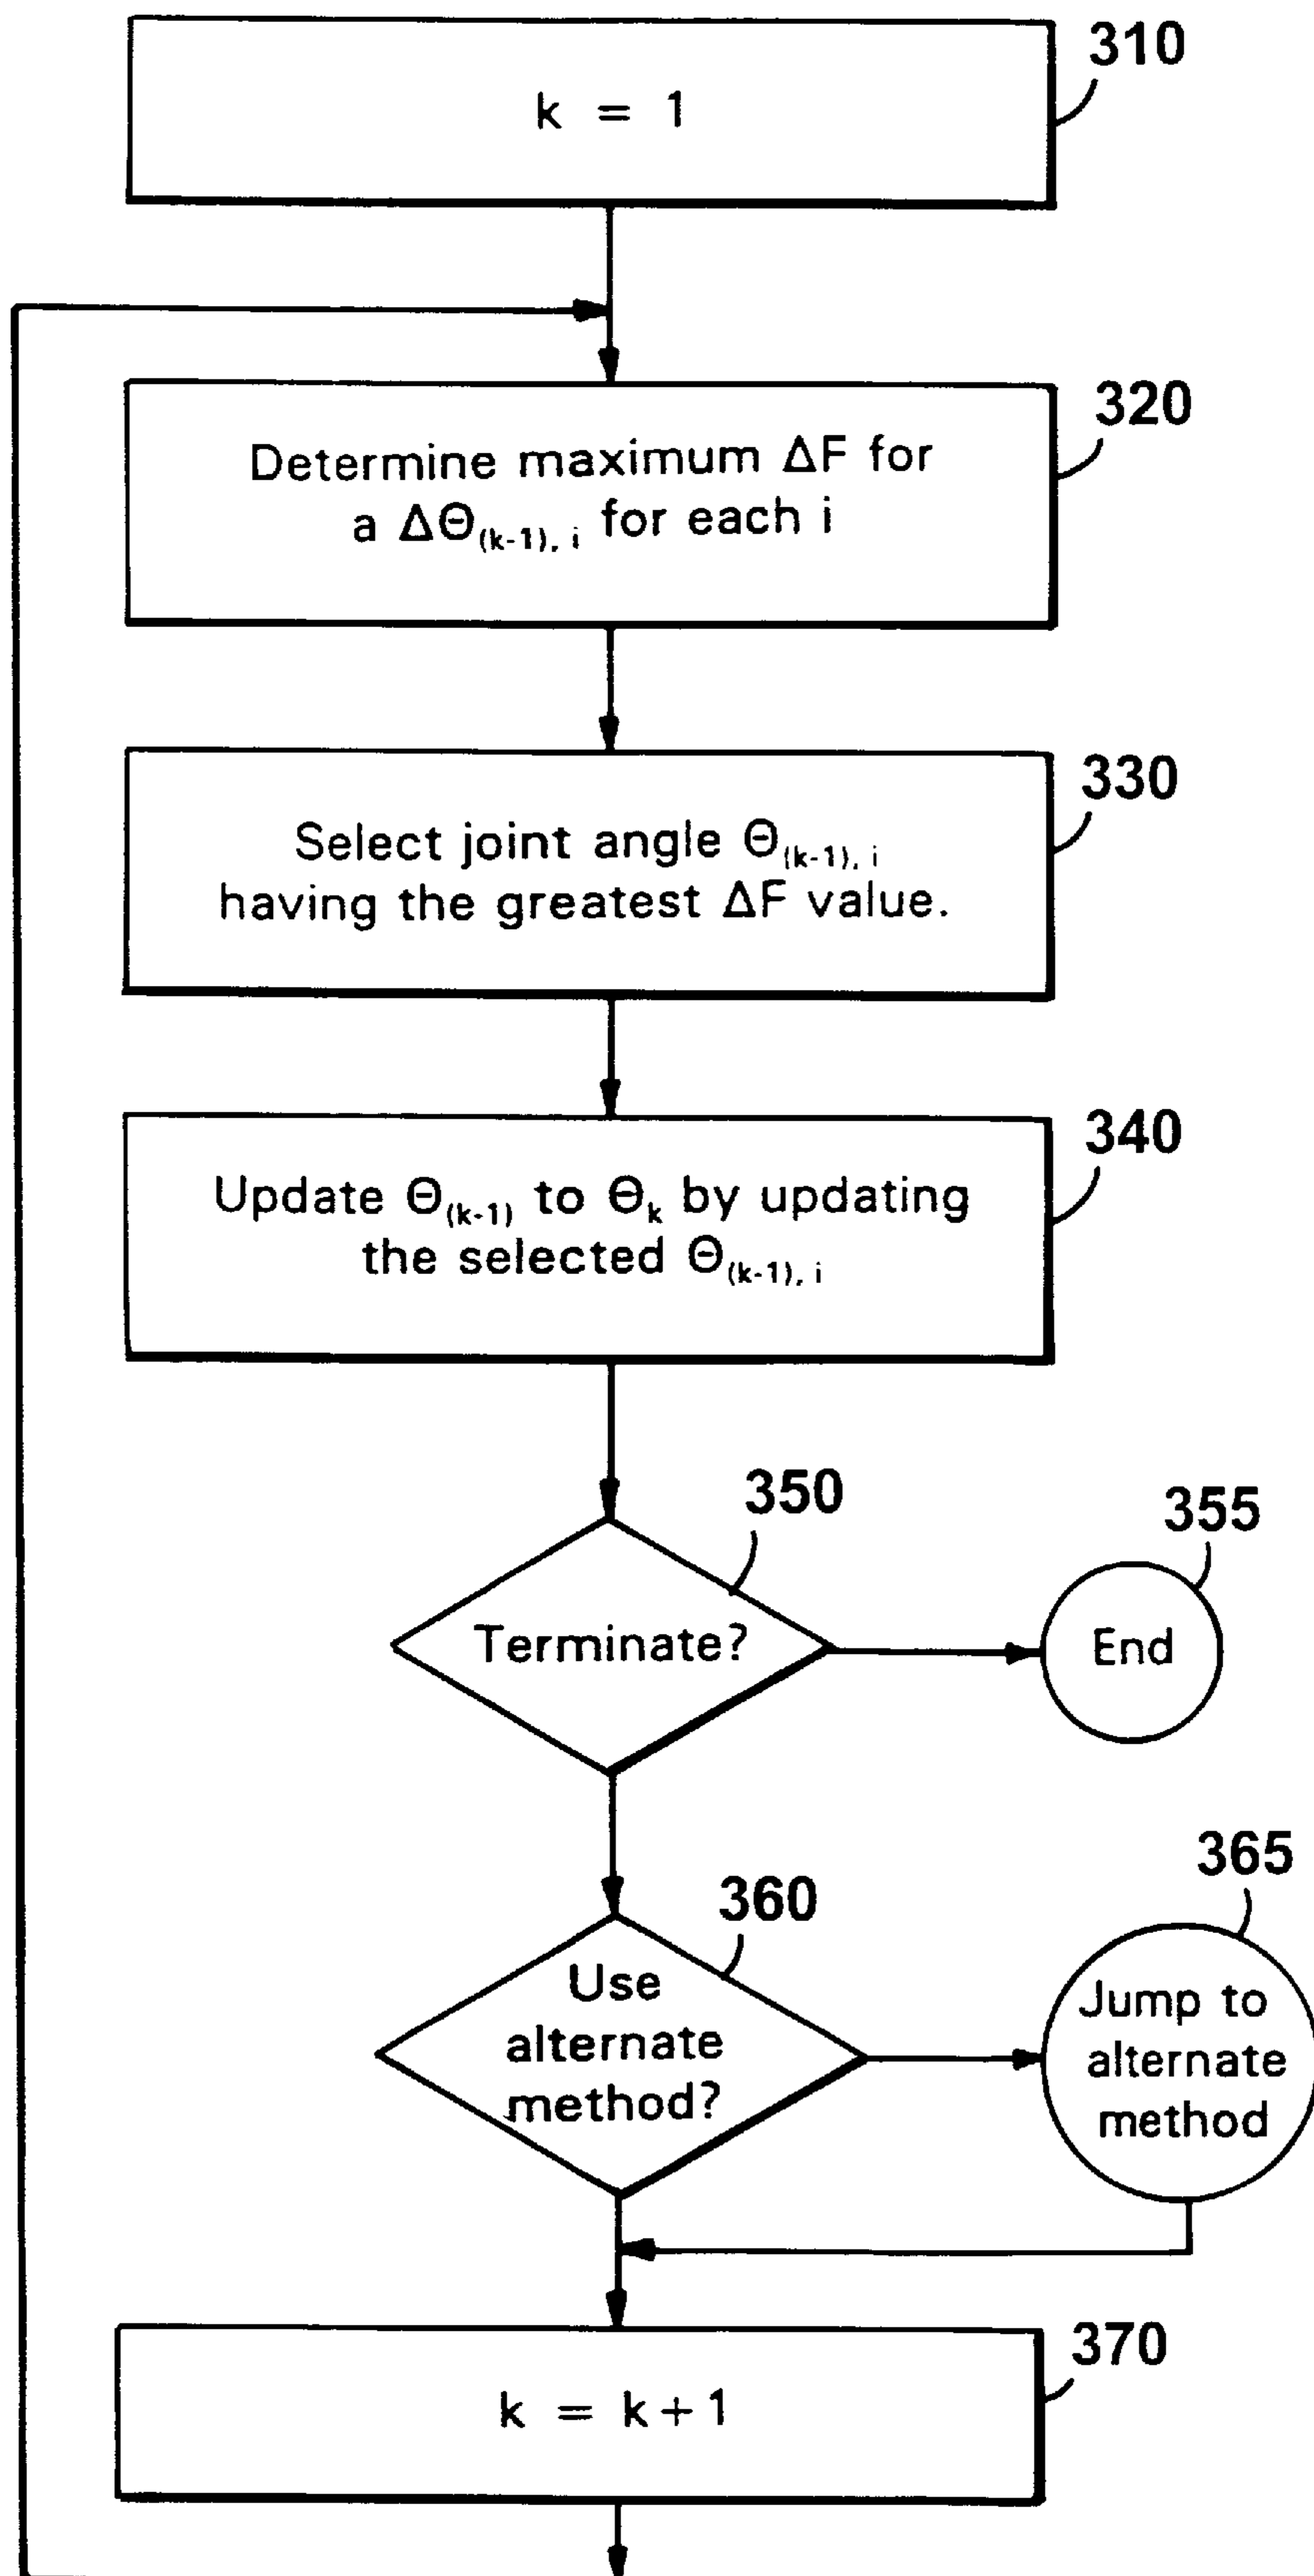 310
k = 1
320
Determine maximum ΔF for
a ΔΘ(k-1), i for each i
330
Select joint angle Θ(k-1), i
having the greatest ΔF value.
340
Update Θ(k-1) to Θk by updating
the selected Θ(k-1), i
350
Terminate?
355
End
360
Use
alternate
method?
365
Jump to
alternate
method
370
k = k+1